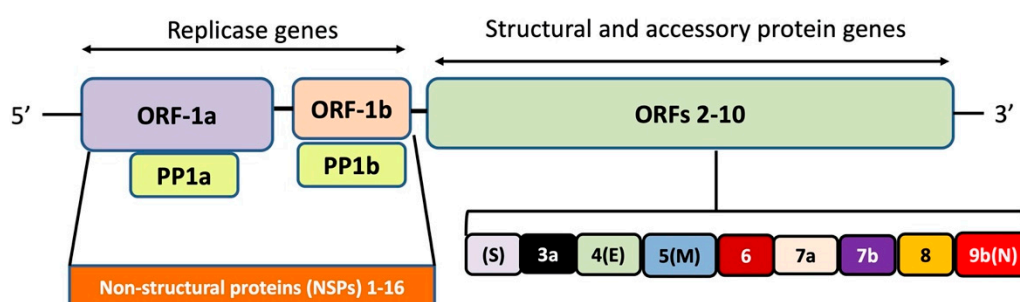 Replicase genes
Structural and accessory protein genes
5’
ORF-1a
ORF-1b
ORFs 2-10
3’
PP1a
PP1b
(S)
3a
4(E)
5(M)
6
7a
7b
8
9b(N)
Non-structural proteins (NSPs) 1-16